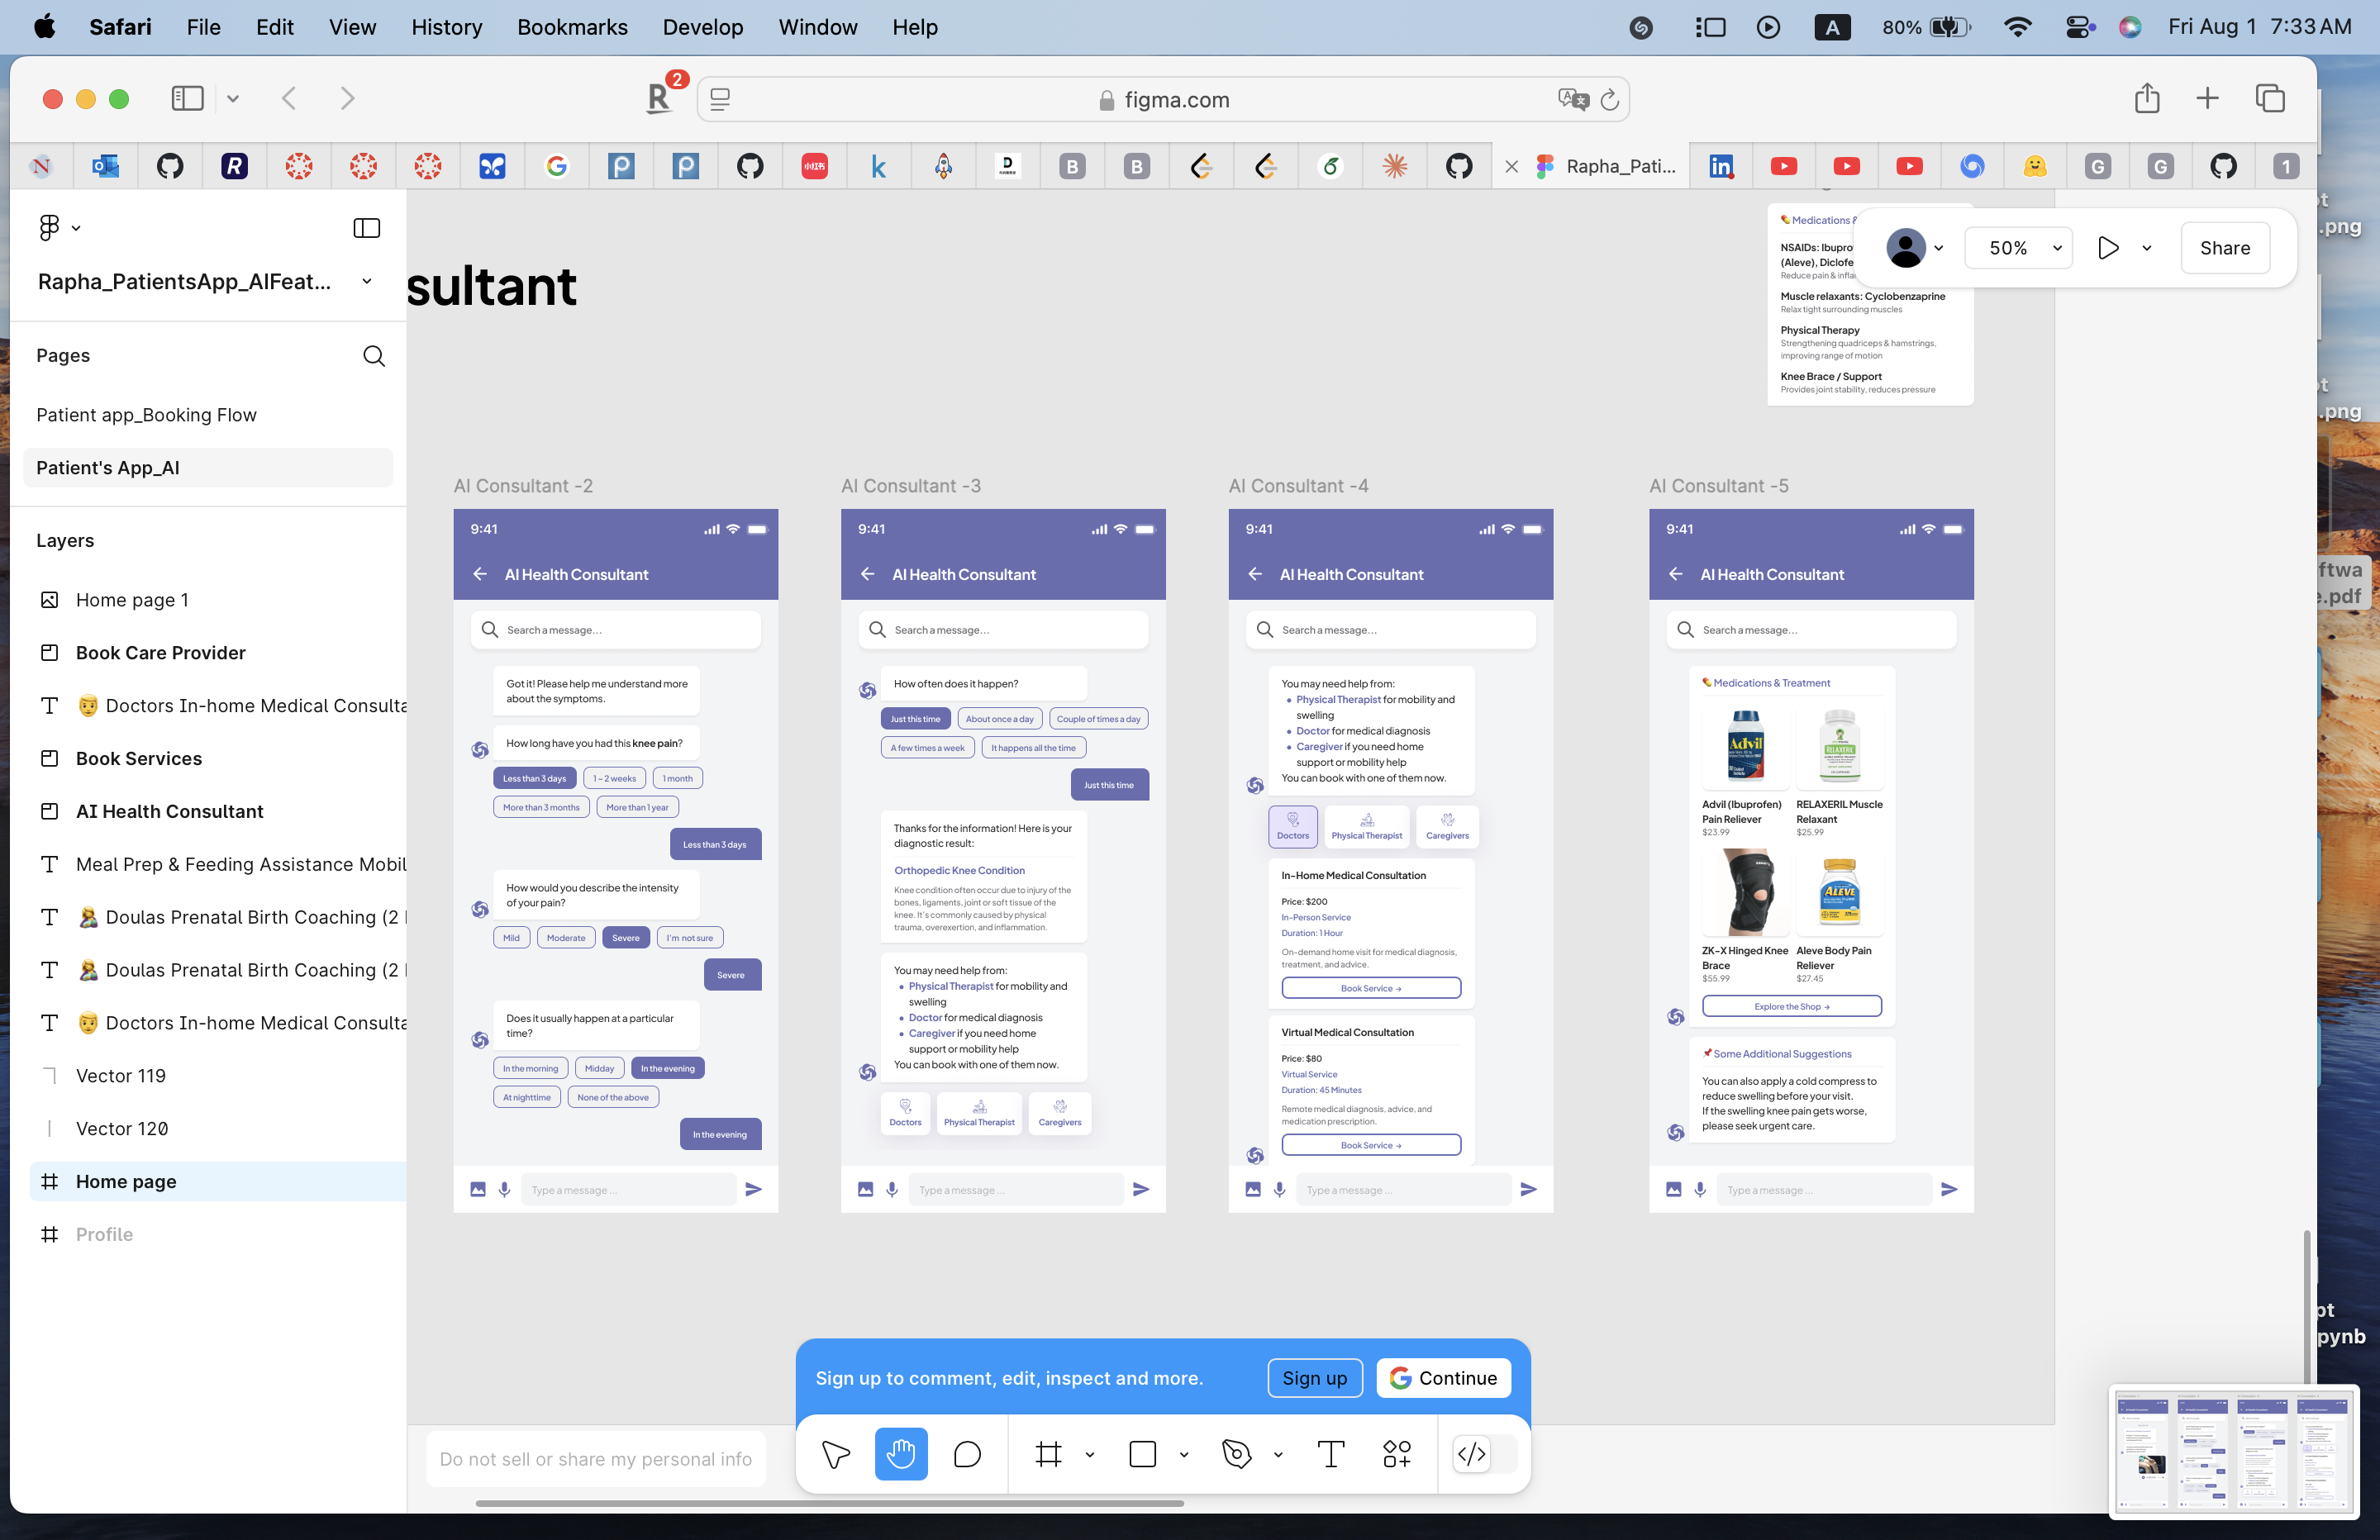 Safari File Edit View History Bookmarks Develop Window Help
A 80% Fri Aug 1 7:33 AM
2
figma.com
Rapha_Pati...
1
Rapha_PatientsApp_AIFeat...
Pages
Patient app_Booking Flow
Patient's App_AI
Layers
Home page 1
Book Care Provider
👨 Doctors In-home Medical Consulta
Book Services
AI Health Consultant
Meal Prep & Feeding Assistance Mobil
🤱 Doulas Prenatal Birth Coaching (2
🤱 Doulas Prenatal Birth Coaching (2
👨 Doctors In-home Medical Consulta
Vector 119
Vector 120
Home page
Profile
sultant
50%
Share
Medications &
NSAIDs: Ibupro
(Aleve), Diclofe
Reduce pain & infla
Muscle relaxants: Cyclobenzaprine
Relax tight surrounding muscles
Physical Therapy
Strengthening quadriceps & hamstrings,
improving range of motion
Knee Brace / Support
Provides joint stability, reduces pressure
AI Consultant -2
9:41
AI Health Consultant
Search a message...
Got it! Please help me understand more
about the symptoms.
How long have you had this knee pain?
Less than 3 days
1 – 2 weeks
1 month
More than 3 months
More than 1 year
Less than 3 days
How would you describe the intensity
of your pain?
Mild
Moderate
Severe
I'm not sure
Severe
Does it usually happen at a particular
time?
In the morning
Midday
In the evening
At nighttime
None of the above
In the evening
Type a message ...
AI Consultant -3
9:41
AI Health Consultant
Search a message...
How often does it happen?
Just this time
About once a day
Couple of times a day
A few times a week
It happens all the time
Just this time
Thanks for the information! Here is your
diagnostic result:
Orthopedic Knee Condition
Knee condition often occur due to injury of the
bones, ligaments, joint or soft tissue of the
knee. It's commonly caused by physical
trauma, overexertion, and inflammation.
You may need help from:
• Physical Therapist for mobility and
swelling
• Doctor for medical diagnosis
• Caregiver if you need home
support or mobility help
You can book with one of them now.
Doctors
Physical Therapist
Caregivers
Type a message ...
AI Consultant -4
9:41
AI Health Consultant
Search a message...
You may need help from:
• Physical Therapist for mobility and
swelling
• Doctor for medical diagnosis
• Caregiver if you need home
support or mobility help
You can book with one of them now.
Doctors
Physical Therapist
Caregivers
In-Home Medical Consultation
Price: $200
In-Person Service
Duration: 1 Hour
On-demand home visit for medical diagnosis,
treatment, and advice.
Book Service →
Virtual Medical Consultation
Price: $80
Virtual Service
Duration: 45 Minutes
Remote medical diagnosis, advice, and
medication prescription.
Book Service →
Type a message ...
AI Consultant -5
9:41
AI Health Consultant
Search a message...
Medications & Treatment
Advil
RELAXERIL
Advil (Ibuprofen)
Pain Reliever
$23.99
RELAXERIL Muscle
Relaxant
$25.99
ALEVE
ZK-X Hinged Knee
Brace
$55.99
Aleve Body Pain
Reliever
$27.45
Explore the Shop →
Some Additional Suggestions
You can also apply a cold compress to
reduce swelling before your visit.
If the swelling knee pain gets worse,
please seek urgent care.
Type a message ...
Sign up to comment, edit, inspect and more.
Sign up
Continue
Do not sell or share my personal info
.png
.png
ftwa
e.pdf
pt
pynb